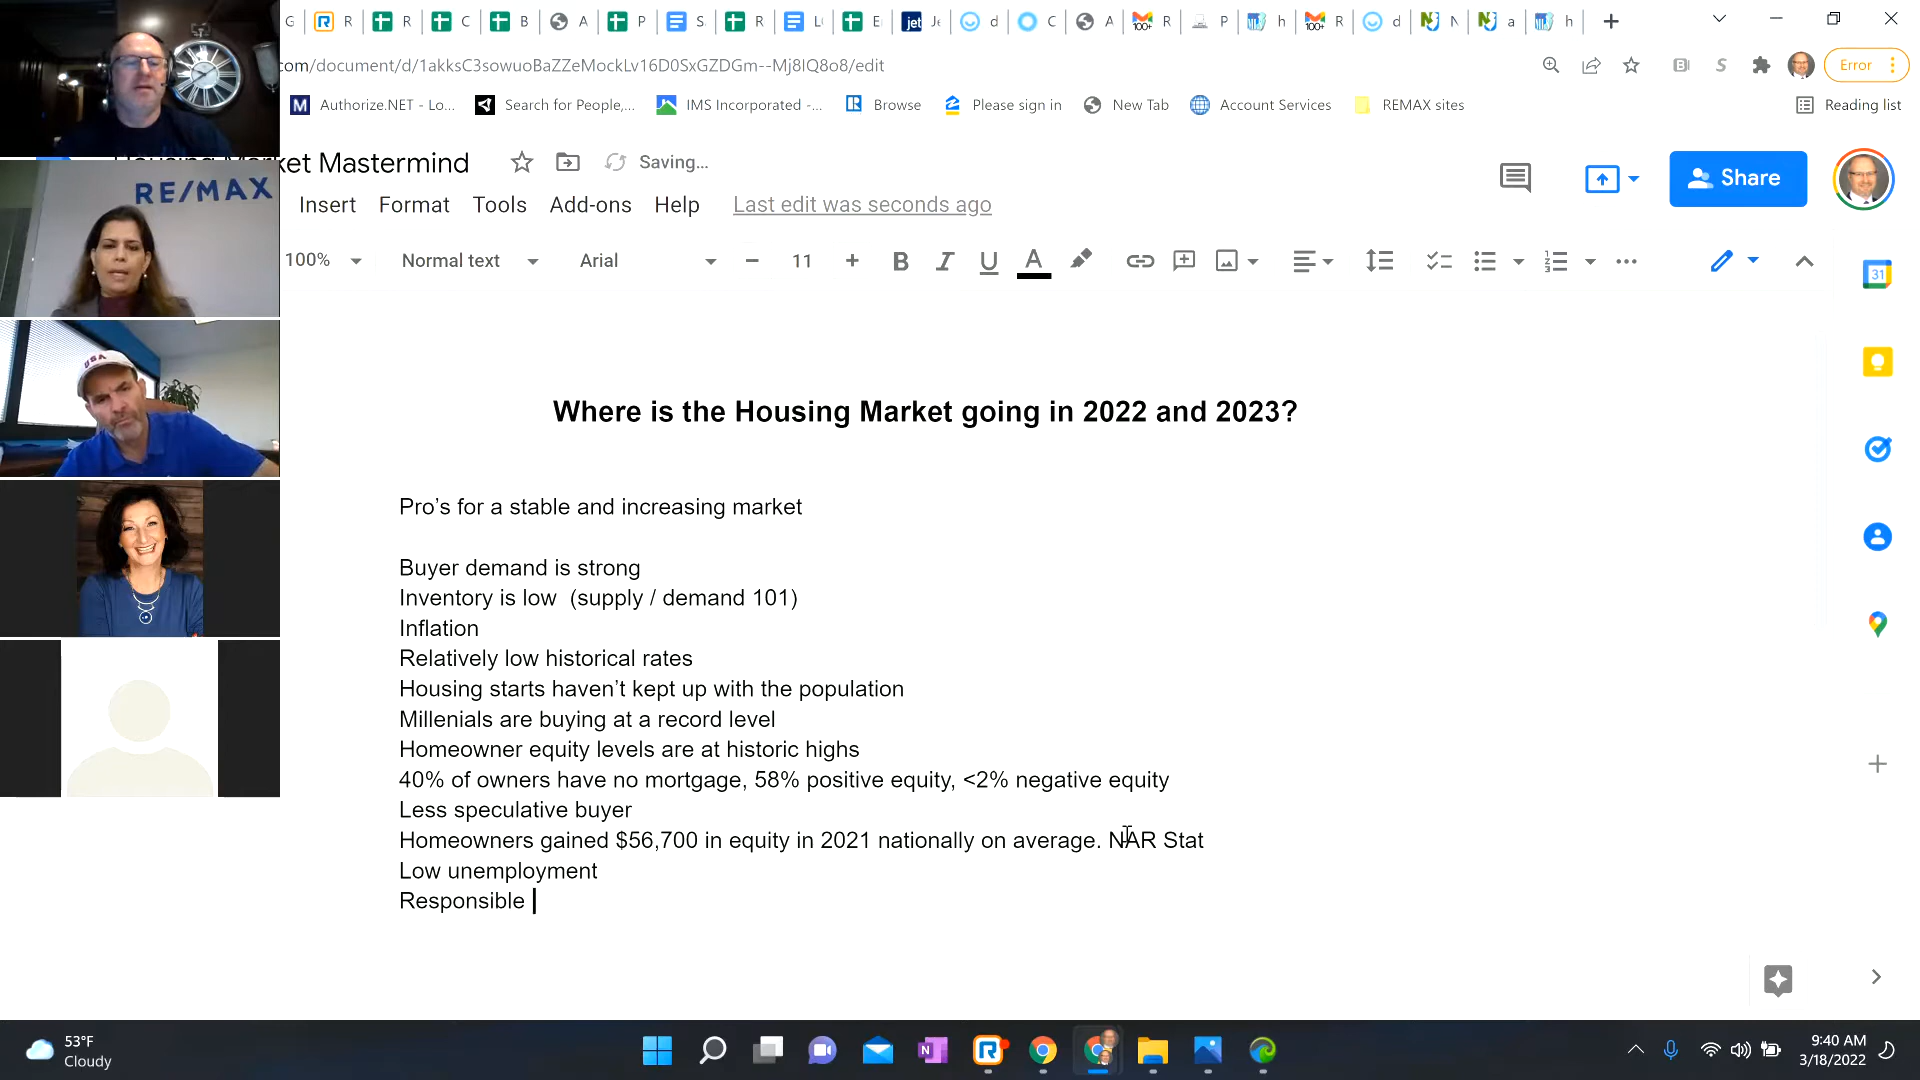 G R R C B A P S R L E jet Je d C A R P h R d N a h
com/document/d/1akksC3sowuoBaZZeMockLv16D0SxGZDGm--Mj8IQ8o8/edit
Error
Authorize.NET - Lo... Search for People,... IMS Incorporated -... Browse Please sign in New Tab Account Services REMAX sites Reading list
Housing Market Mastermind Saving... Share
RE/MAX
Insert Format Tools Add-ons Help Last edit was seconds ago
100% Normal text Arial 11
31
USA
Where is the Housing Market going in 2022 and 2023?
Pro’s for a stable and increasing market
Buyer demand is strong
Inventory is low (supply / demand 101)
Inflation
Relatively low historical rates
Housing starts haven’t kept up with the population
Millenials are buying at a record level
Homeowner equity levels are at historic highs
40% of owners have no mortgage, 58% positive equity, <2% negative equity
Less speculative buyer
Homeowners gained $56,700 in equity in 2021 nationally on average. NAR Stat
Low unemployment
Responsible
53°F
Cloudy
9:40 AM
3/18/2022